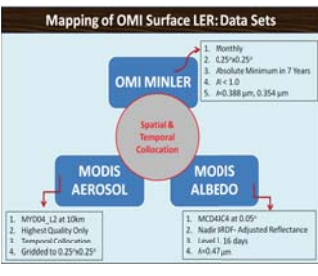 Mapping of OMI Surface LER: Data Sets
1. Monthly
2. 0.25°x0.25°
3. Absolute Minimum in 7 Years
4. AI < 1.0
5. λ=0.388 µm, 0.354 µm
OMI MINLER
Spatial &
Temporal
Collocation
MODIS
AEROSOL
MODIS
ALBEDO
1. MYD04_L2 at 10km
2. Highest Quality Only
3. Temporal Collocation
4. Gridded to 0.25°x0.25°
1. MCD43C4 at 0.05°
2. Nadir BRDF- Adjusted Reflectance
3. Level 3, 16 days
4. λ=0.47µm